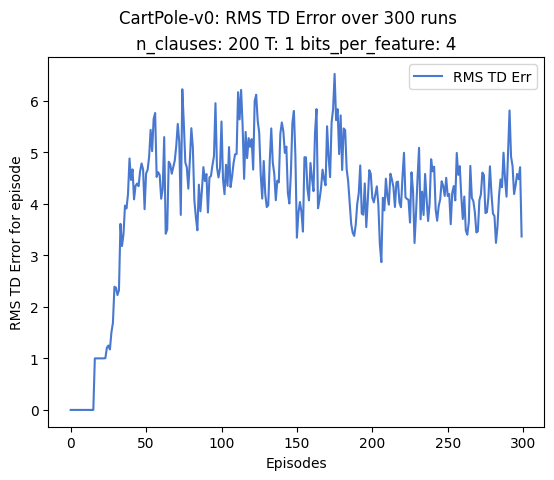 CartPole-v0: RMS TD Error over 300 runs
n_clauses: 200 T: 1 bits_per_feature: 4
RMS TD Err
RMS TD Error for episode
6
5
4
3
2
1
0
0 50 100 150 200 250 300
Episodes